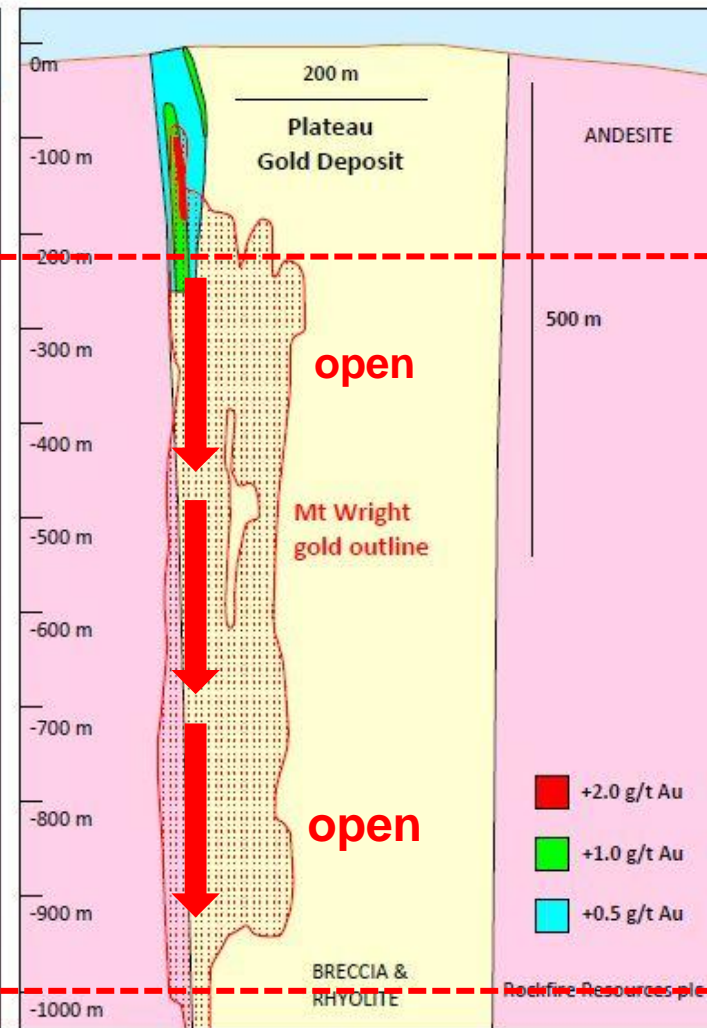 0m
200 m
Plateau
Gold Deposit
ANDESITE
-100 m
-200 m
500 m
-300 m
open
-400 m
Mt Wright
gold outline
-500 m
-600 m
-700 m
+2.0 g/t Au
-800 m
open
+1.0 g/t Au
-900 m
+0.5 g/t Au
BRECCIA &
RHYOLITE
Rockfire Resources plc
-1000 m